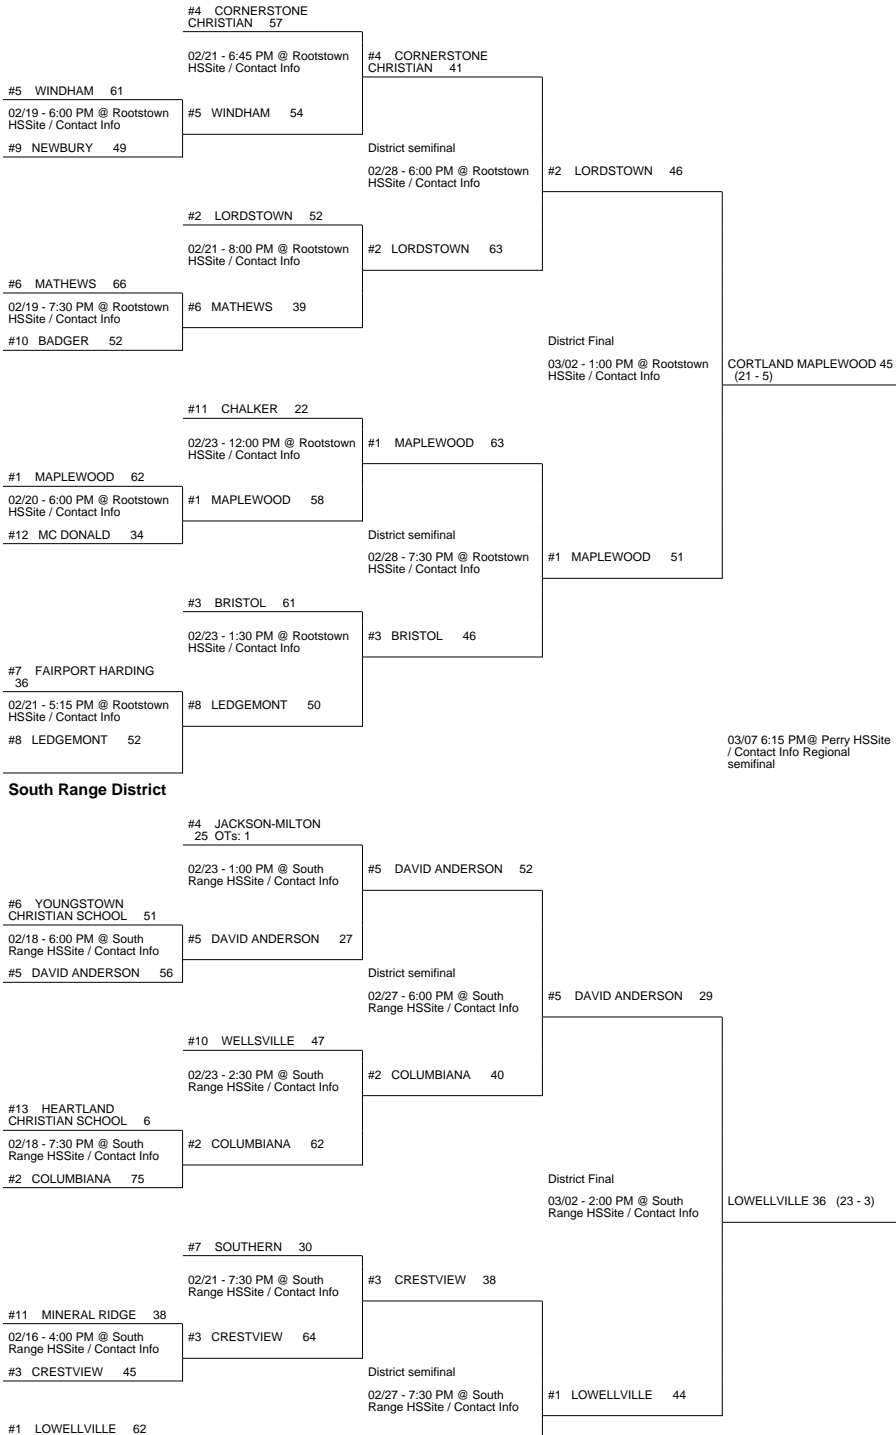 #4 CORNERSTONE
CHRISTIAN 57
02/21 - 6:45 PM @ Rootstown
HSSite / Contact Info
#4 CORNERSTONE
CHRISTIAN 41
#5 WINDHAM 61
02/19 - 6:00 PM @ Rootstown
HSSite / Contact Info
#5 WINDHAM 54
#9 NEWBURY 49
District semifinal
02/28 - 6:00 PM @ Rootstown
HSSite / Contact Info
#2 LORDSTOWN 46
#2 LORDSTOWN 52
02/21 - 8:00 PM @ Rootstown
HSSite / Contact Info
#2 LORDSTOWN 63
#6 MATHEWS 66
02/19 - 7:30 PM @ Rootstown
HSSite / Contact Info
#6 MATHEWS 39
#10 BADGER 52
District Final
03/02 - 1:00 PM @ Rootstown
HSSite / Contact Info
CORTLAND MAPLEWOOD 45
(21 - 5)
#11 CHALKER 22
02/23 - 12:00 PM @ Rootstown
HSSite / Contact Info
#1 MAPLEWOOD 63
#1 MAPLEWOOD 62
02/20 - 6:00 PM @ Rootstown
HSSite / Contact Info
#1 MAPLEWOOD 58
#12 MC DONALD 34
District semifinal
02/28 - 7:30 PM @ Rootstown
HSSite / Contact Info
#1 MAPLEWOOD 51
#3 BRISTOL 61
02/23 - 1:30 PM @ Rootstown
HSSite / Contact Info
#3 BRISTOL 46
#7 FAIRPORT HARDING
36
02/21 - 5:15 PM @ Rootstown
HSSite / Contact Info
#8 LEDGEMONT 50
#8 LEDGEMONT 52
03/07 6:15 PM@ Perry HSSite
/ Contact Info Regional
semifinal
South Range District
#4 JACKSON-MILTON
25 OTs: 1
02/23 - 1:00 PM @ South
Range HSSite / Contact Info
#5 DAVID ANDERSON 52
#6 YOUNGSTOWN
CHRISTIAN SCHOOL 51
02/18 - 6:00 PM @ South
Range HSSite / Contact Info
#5 DAVID ANDERSON 27
#5 DAVID ANDERSON 56
District semifinal
02/27 - 6:00 PM @ South
Range HSSite / Contact Info
#5 DAVID ANDERSON 29
#10 WELLSVILLE 47
02/23 - 2:30 PM @ South
Range HSSite / Contact Info
#2 COLUMBIANA 40
#13 HEARTLAND
CHRISTIAN SCHOOL 6
02/18 - 7:30 PM @ South
Range HSSite / Contact Info
#2 COLUMBIANA 62
#2 COLUMBIANA 75
District Final
03/02 - 2:00 PM @ South
Range HSSite / Contact Info
LOWELLVILLE 36 (23 - 3)
#7 SOUTHERN 30
02/21 - 7:30 PM @ South
Range HSSite / Contact Info
#3 CRESTVIEW 38
#11 MINERAL RIDGE 38
02/16 - 4:00 PM @ South
Range HSSite / Contact Info
#3 CRESTVIEW 64
#3 CRESTVIEW 45
District semifinal
02/27 - 7:30 PM @ South
Range HSSite / Contact Info
#1 LOWELLVILLE 44
#1 LOWELLVILLE 62